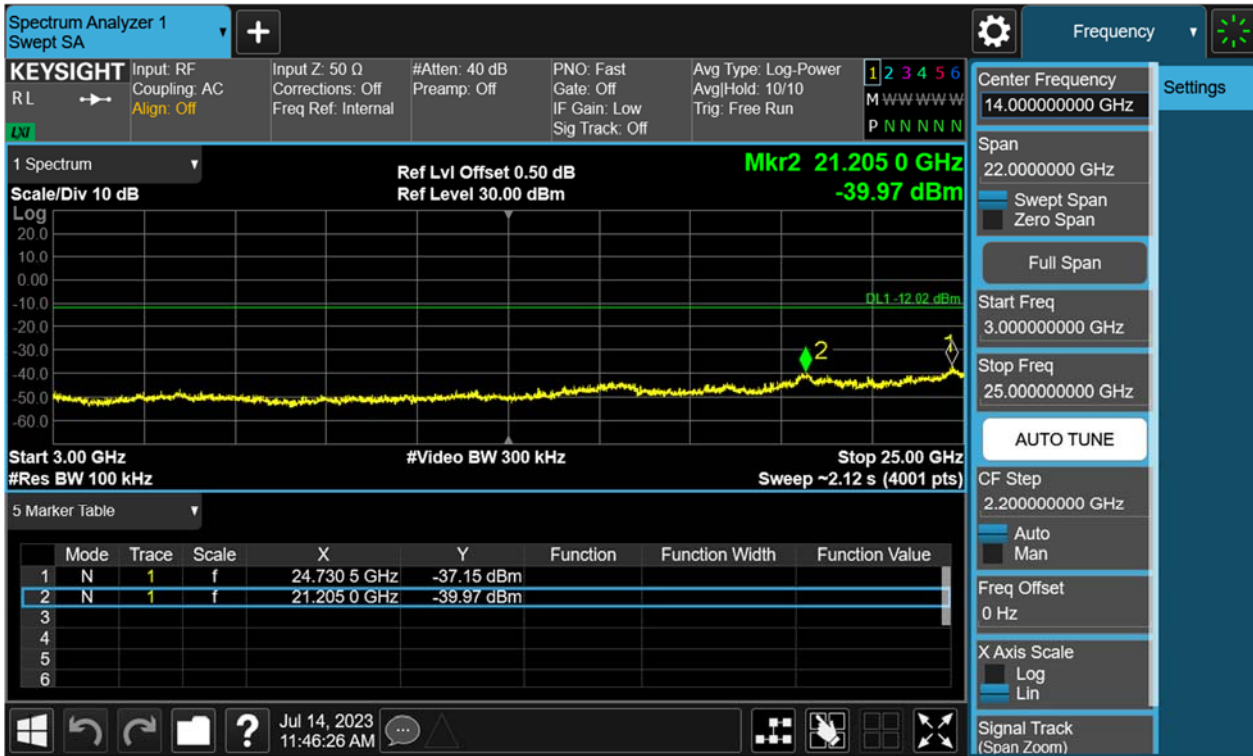 Spectrum Analyzer 1
Swept SA
+
Frequency
KEYSIGHT
RL
LXI
Input: RF
Coupling: AC
Align: Off
Input Z: 50 Ω
Corrections: Off
Freq Ref: Internal
#Atten: 40 dB
Preamp: Off
PNO: Fast
Gate: Off
IF Gain: Low
Sig Track: Off
Avg Type: Log-Power
Avg|Hold: 10/10
Trig: Free Run
1 2 3 4 5 6
M W W W W W
P N N N N N
1 Spectrum
Scale/Div 10 dB
Ref Lvl Offset 0.50 dB
Ref Level 30.00 dBm
Mkr2 21.205 0 GHz
-39.97 dBm
Log
20.0
10.0
0.00
-10.0
-20.0
-30.0
-40.0
-50.0
-60.0
DL1 -12.02 dBm
2
1
Start 3.00 GHz
#Res BW 100 kHz
#Video BW 300 kHz
Stop 25.00 GHz
Sweep ~2.12 s (4001 pts)
5 Marker Table
Mode Trace Scale X Y Function Function Width Function Value
1 N 1 f 24.730 5 GHz -37.15 dBm
2 N 1 f 21.205 0 GHz -39.97 dBm
3
4
5
6
?
Jul 14, 2023
11:46:26 AM
Center Frequency
14.000000000 GHz
Span
22.0000000 GHz
Swept Span
Zero Span
Full Span
Start Freq
3.000000000 GHz
Stop Freq
25.000000000 GHz
AUTO TUNE
CF Step
2.200000000 GHz
Auto
Man
Freq Offset
0 Hz
X Axis Scale
Log
Lin
Signal Track
(Span Zoom)
Settings